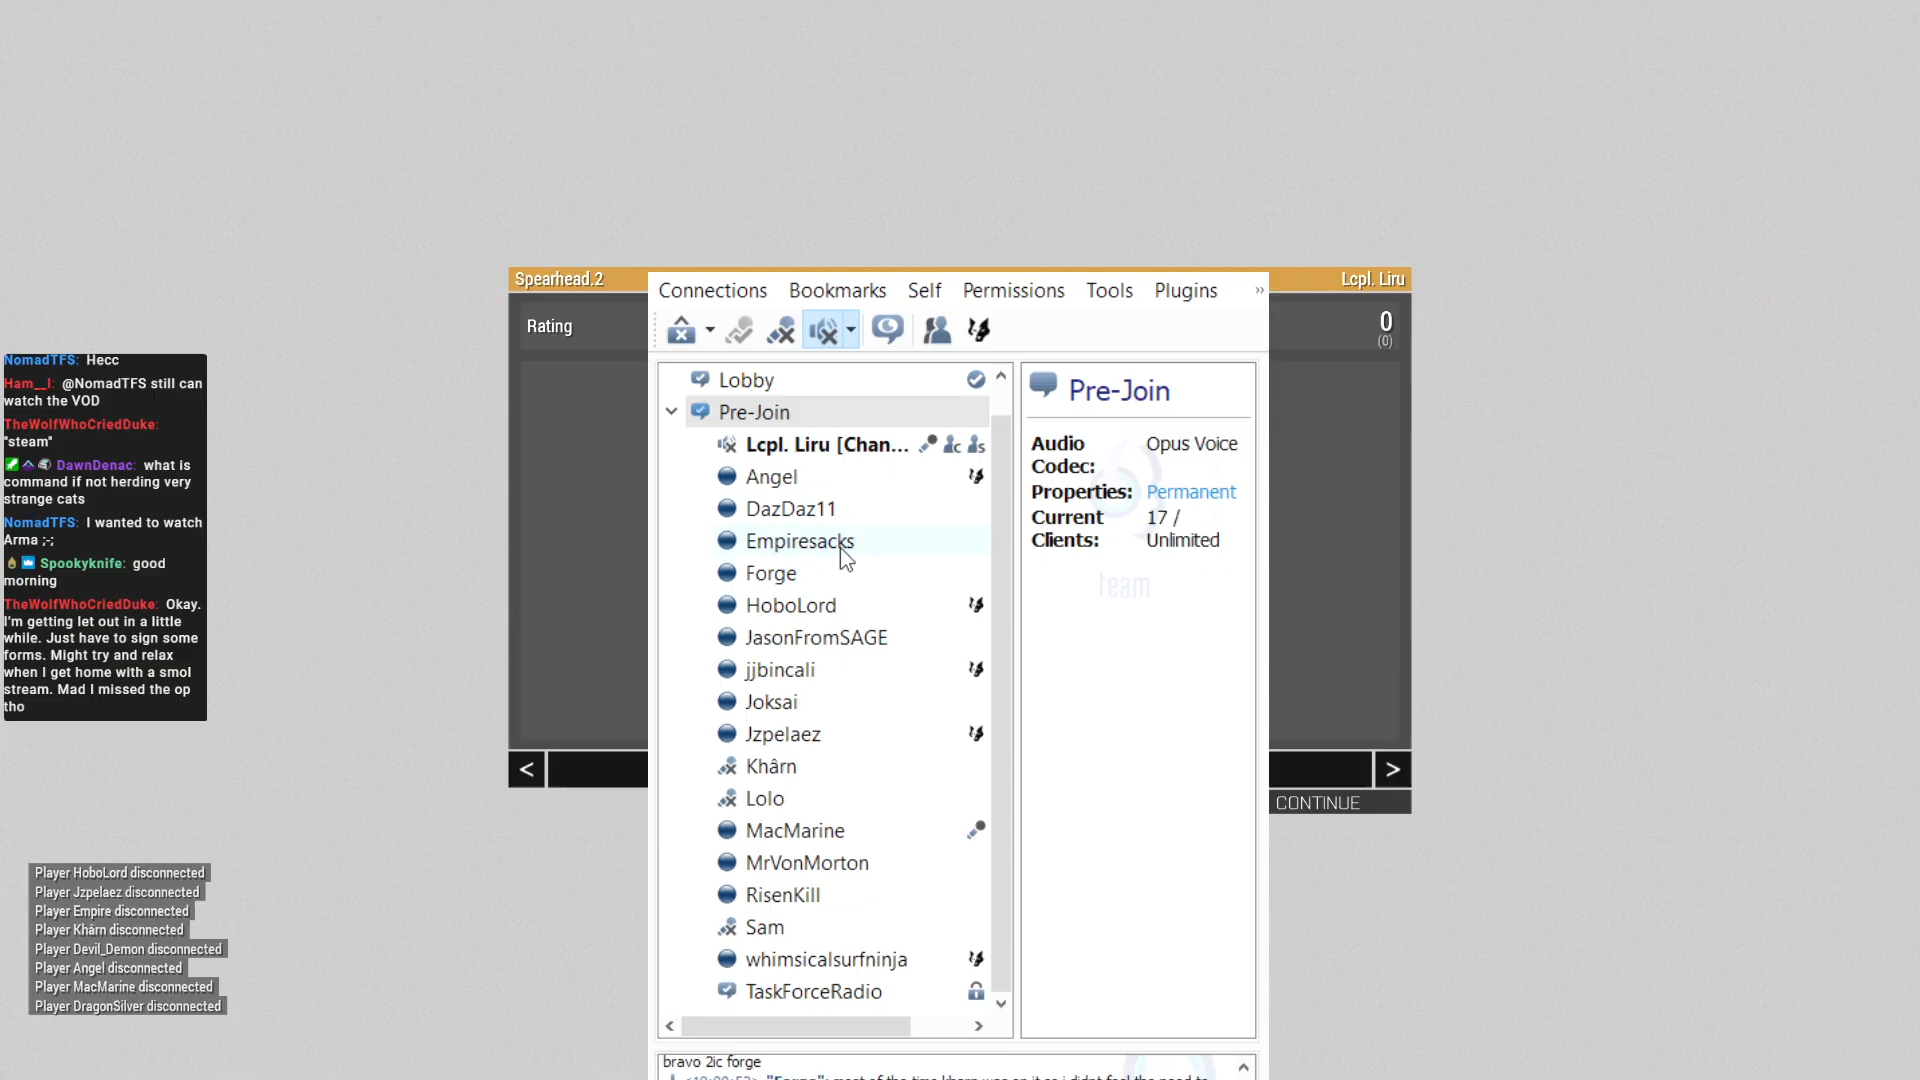 Spearhead.2
Lcpl. Liru
Rating
0
(0)
Connections Bookmarks Self Permissions Tools Plugins »
Lobby
Pre-Join
Lcpl. Liru [Chan...
Angel
DazDaz11
Empiresacks
Forge
HoboLord
JasonFromSAGE
jjbincali
Joksai
Jzpelaez
Khârn
Lolo
MacMarine
MrVonMorton
RisenKill
Sam
whimsicalsurfninja
TaskForceRadio
Pre-Join
Audio Opus Voice
Codec:
Properties: Permanent
Current 17 /
Clients: Unlimited
team
bravo 2ic forge
<
>
CONTINUE
NomadTFS: Hecc
Ham__I: @NomadTFS still can
watch the VOD
TheWolfWhoCriedDuke:
"steam"
DawnDenac: what is
command if not herding very
strange cats
NomadTFS: I wanted to watch
Arma ;-;
Spookyknife: good
morning
TheWolfWhoCriedDuke: Okay.
I'm getting let out in a little
while. Just have to sign some
forms. Might try and relax
when I get home with a smol
stream. Mad I missed the op
tho
Player HoboLord disconnected
Player Jzpelaez disconnected
Player Empire disconnected
Player Khârn disconnected
Player Devil_Demon disconnected
Player Angel disconnected
Player MacMarine disconnected
Player DragonSilver disconnected